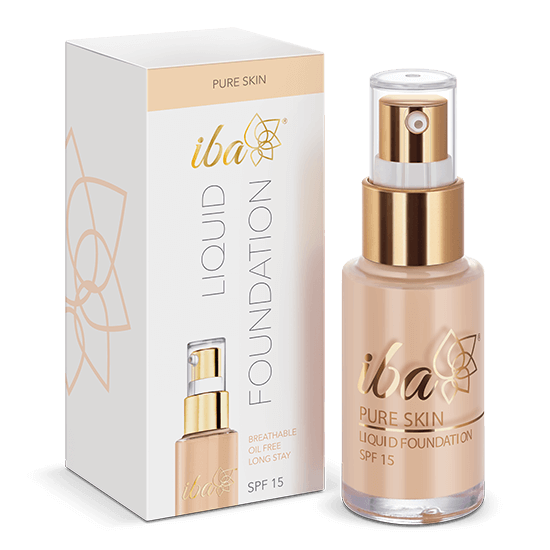 PURE SKIN
iba®
LIQUID
FOUNDATION
BREATHABLE
OIL FREE
LONG STAY
SPF 15
iba
iba®
PURE SKIN
LIQUID FOUNDATION
SPF 15